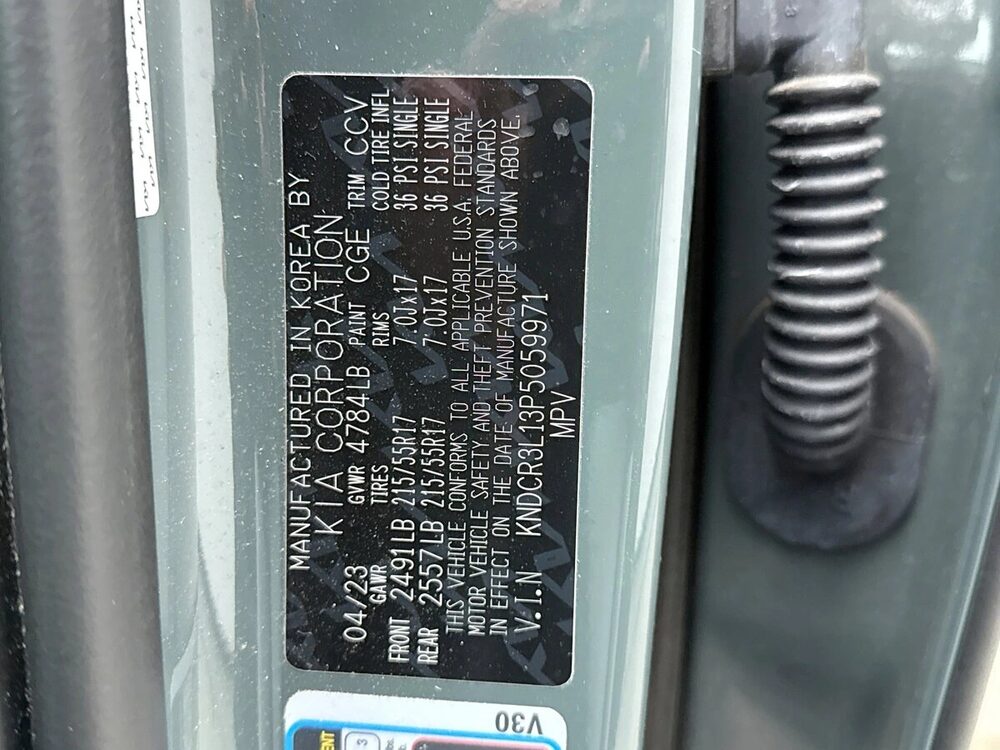 MANUFACTURED IN KOREA BY
KIA CORPORATION
04/23 GVWR 4784LB PAINT CGE TRIM CCV
GAWR TIRES RIMS COLD TIRE INFL
FRONT 2491LB 215/55R17 7.0Jx17 36 PSI SINGLE
REAR 2557LB 215/55R17 7.0Jx17 36 PSI SINGLE
THIS VEHICLE CONFORMS TO ALL APPLICABLE U.S.A. FEDERAL
MOTOR VEHICLE SAFETY AND THEFT PREVENTION STANDARDS
IN EFFECT ON THE DATE OF MANUFACTURE SHOWN ABOVE.
V.I.N KNDCR3L13P5059971
MPV
V30